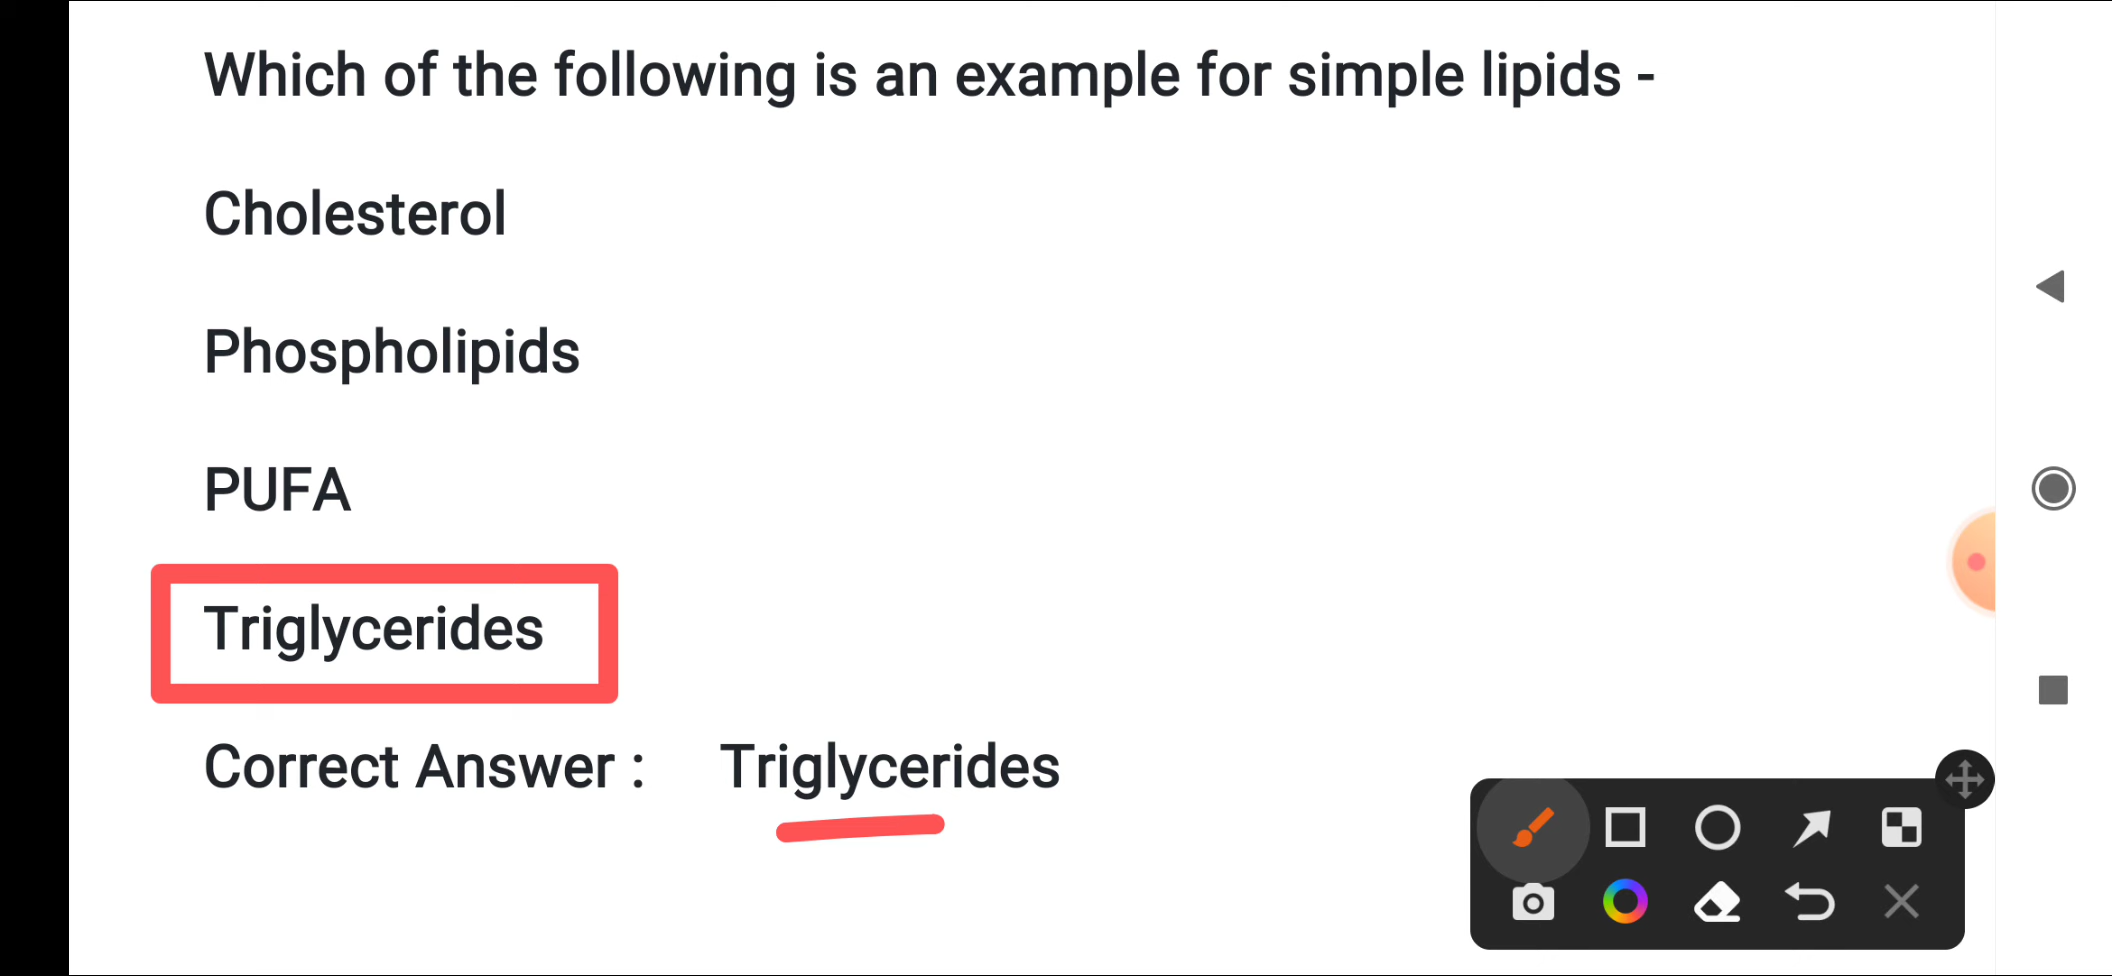 Which of the following is an example for simple lipids -
Cholesterol
Phospholipids
PUFA
Triglycerides
Correct Answer : Triglycerides